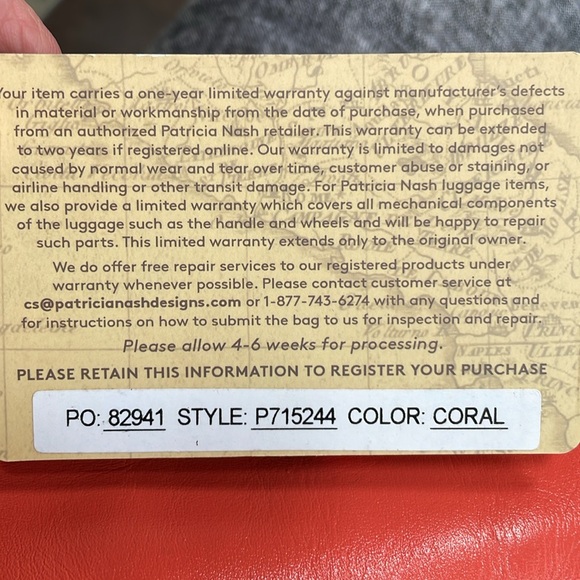 Your item carries a one-year limited warranty against manufacturer's defects
in material or workmanship from the date of purchase, when purchased
from an authorized Patricia Nash retailer. This warranty can be extended
to two years if registered online. Our warranty is limited to damages not
caused by normal wear and tear over time, customer abuse or staining, or
airline handling or other transit damage. For Patricia Nash luggage items,
we also provide a limited warranty which covers all mechanical components
of the luggage such as the handle and wheels and will be happy to repair
such parts. This limited warranty extends only to the original owner.
We do offer free repair services to our registered products under
warranty whenever possible. Please contact customer service at
cs@patricianashdesigns.com or 1-877-743-6274 with any questions and
for instructions on how to submit the bag to us for inspection and repair.
Please allow 4-6 weeks for processing.
PLEASE RETAIN THIS INFORMATION TO REGISTER YOUR PURCHASE
PO: 82941 STYLE: P715244 COLOR: CORAL